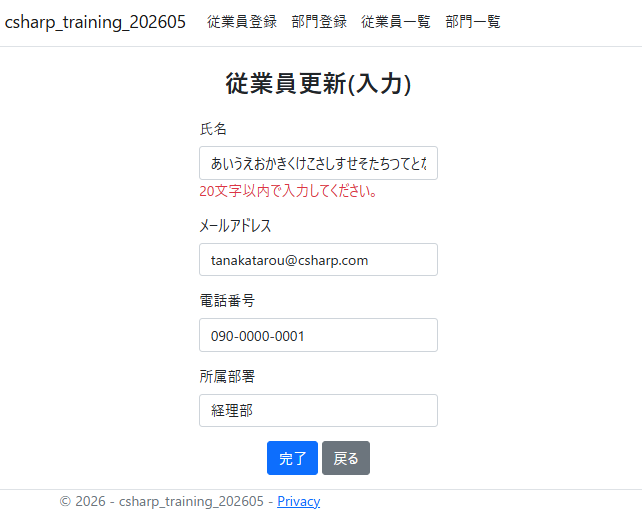 csharp_training_202605 従業員登録 部門登録 従業員一覧 部門一覧
従業員更新(入力)
氏名
あいうえおかきくけこさしすせそたちつてとな
20文字以内で入力してください。
メールアドレス
tanakatarou@csharp.com
電話番号
090-0000-0001
所属部署
経理部
完了 戻る
© 2026 - csharp_training_202605 - Privacy